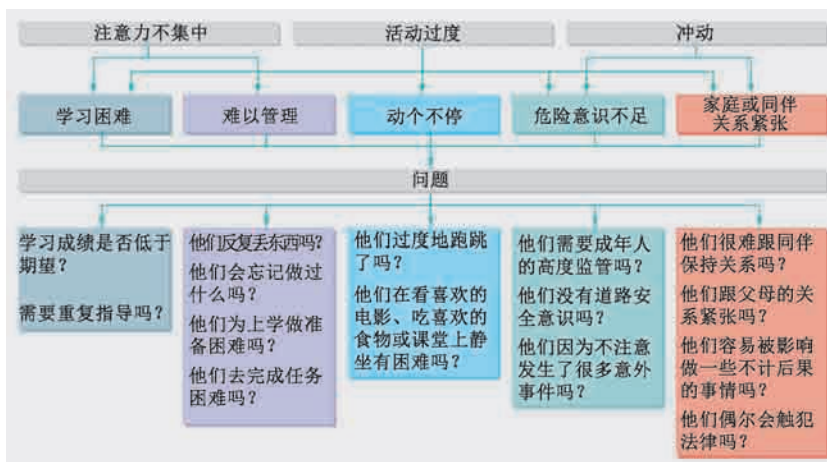 注意力不集中
活动过度
冲动
学习困难
难以管理
动个不停
危险意识不足
家庭或同伴
关系紧张
问题
学习成绩是否低于
期望？
需要重复指导吗？
他们反复丢东西吗？
他们会忘记做过
什么吗？
他们为上学做准
备困难吗？
他们去完成任务
困难吗？
他们过度地跑跳
了吗？
他们在看喜欢的
电影、吃喜欢的
食物或课堂上静
坐有困难吗？
他们需要成年人
的高度监管吗？
他们没有道路安
全意识吗？
他们因为不注意
发生了很多意外
事件吗？
他们很难跟同伴
保持关系吗？
他们跟父母的关
系紧张吗？
他们容易被影响
做一些不计后果
的事情吗？
他们偶尔会触犯
法律吗？